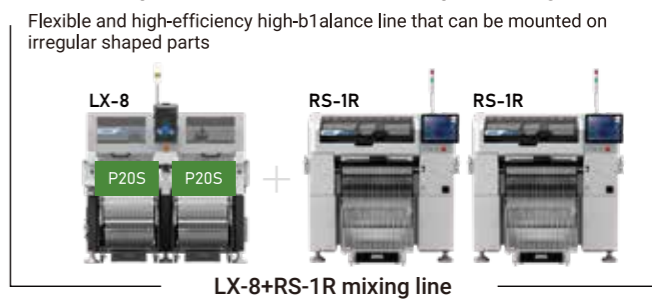 Flexible and high-efficiency high-b1alance line that can be mounted on
irregular shaped parts
LX-8
RS-1R
RS-1R
P20S
P20S
LX-8+RS-1R mixing line